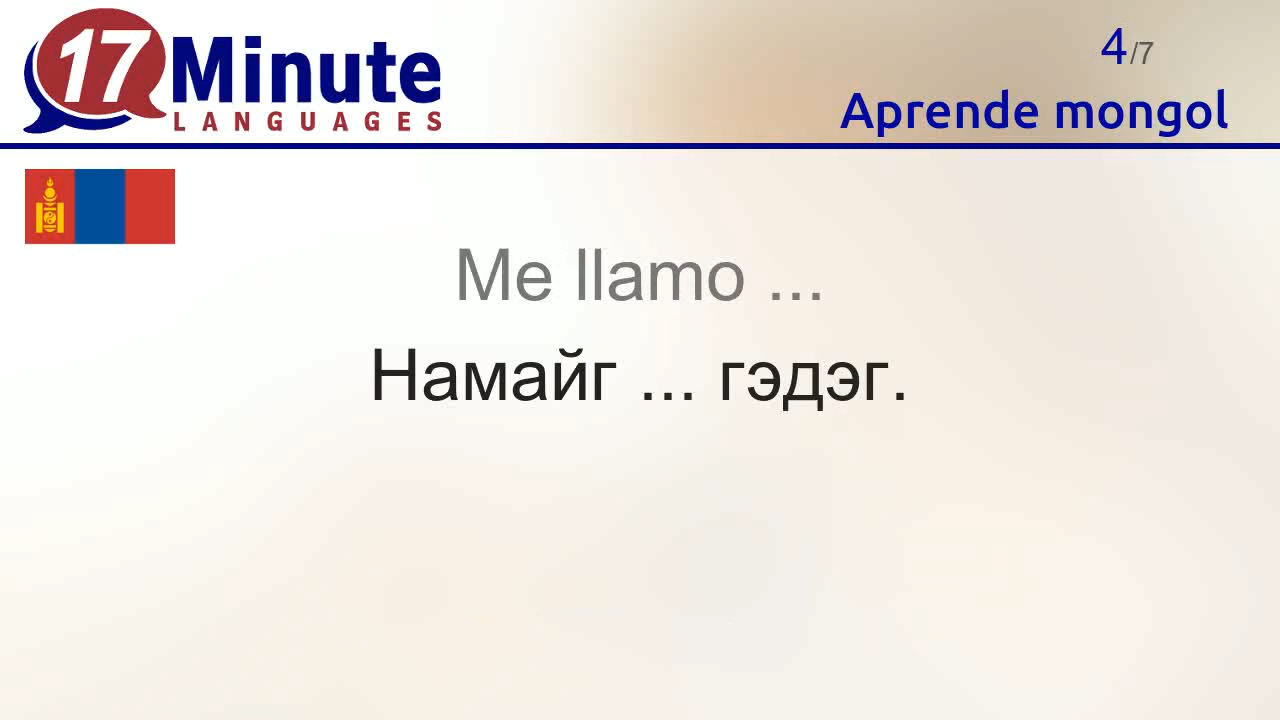 17 Minute
LANGUAGES
4/7
Aprende mongol
Me llamo ...
Намайг ... гэдэг.